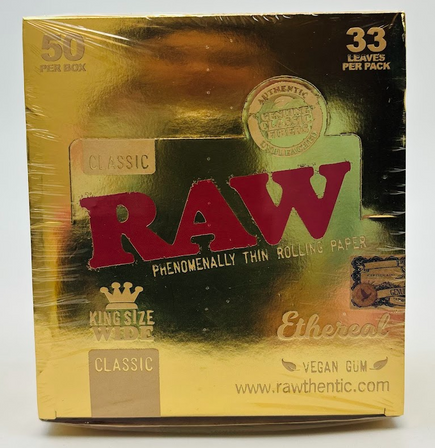 50
PER BOX
33
LEAVES
PER PACK
AUTHENTIC
CLASSIC
RAW
PHENOMENALLY THIN ROLLING PAPER
KING SIZE
WIDE
Ethereal
CLASSIC
VEGAN GUM
www.rawthentic.com